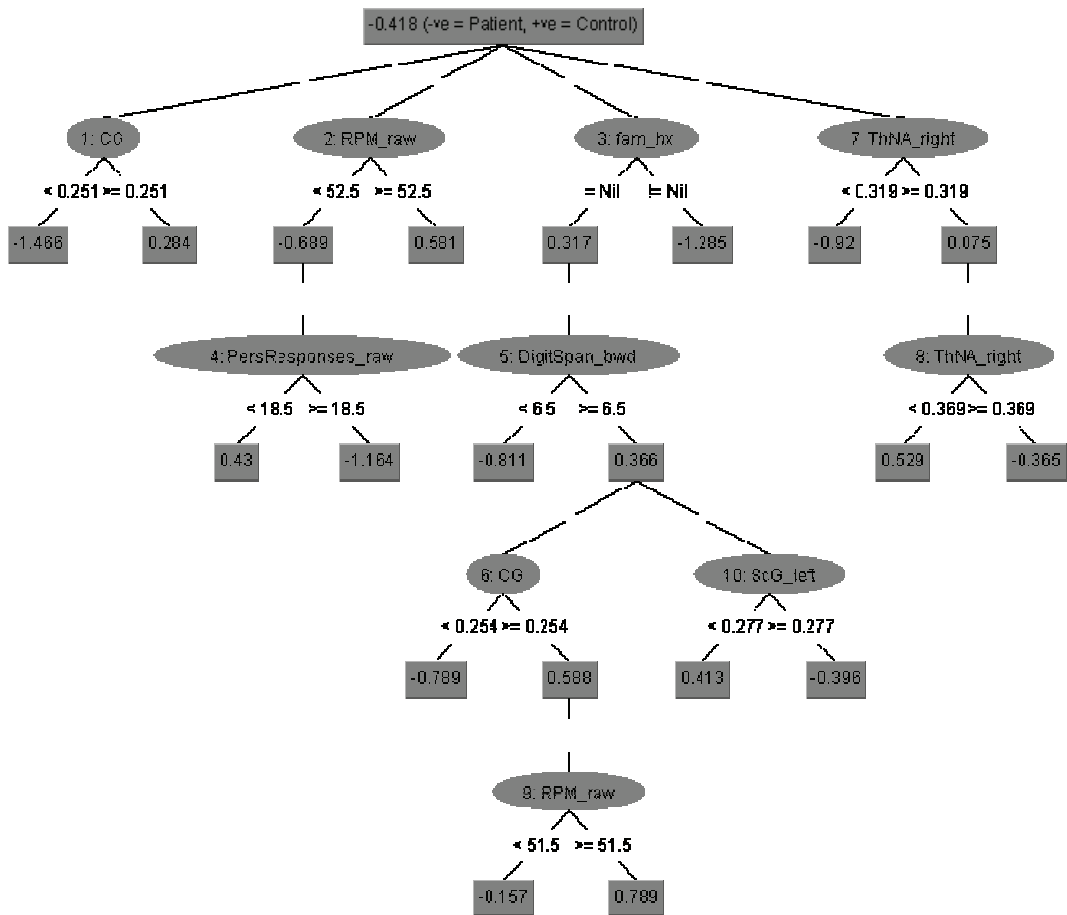 -0.418 (-ve = Patient, +ve = Control)
1: CG 2: RPM_raw 3: fam_hx 7: ThNA_right
< 0.251 >= 0.251 < 52.5 >= 52.5 = Nil != Nil < 0.319 >= 0.319
-1.466 0.284 -0.689 0.581 0.317 -1.285 -0.92 0.075
4: PersResponses_raw 5: DigitSpan_bwd 8: ThNA_right
< 18.5 >= 18.5 < 6.5 >= 6.5 < 0.369 >= 0.369
0.43 -1.164 -0.811 0.366 0.529 -0.365
6: CG 10: ScG_left
< 0.254 >= 0.254 < 0.277 >= 0.277
-0.789 0.588 0.413 -0.396
9: RPM_raw
< 51.5 >= 51.5
-0.157 0.789